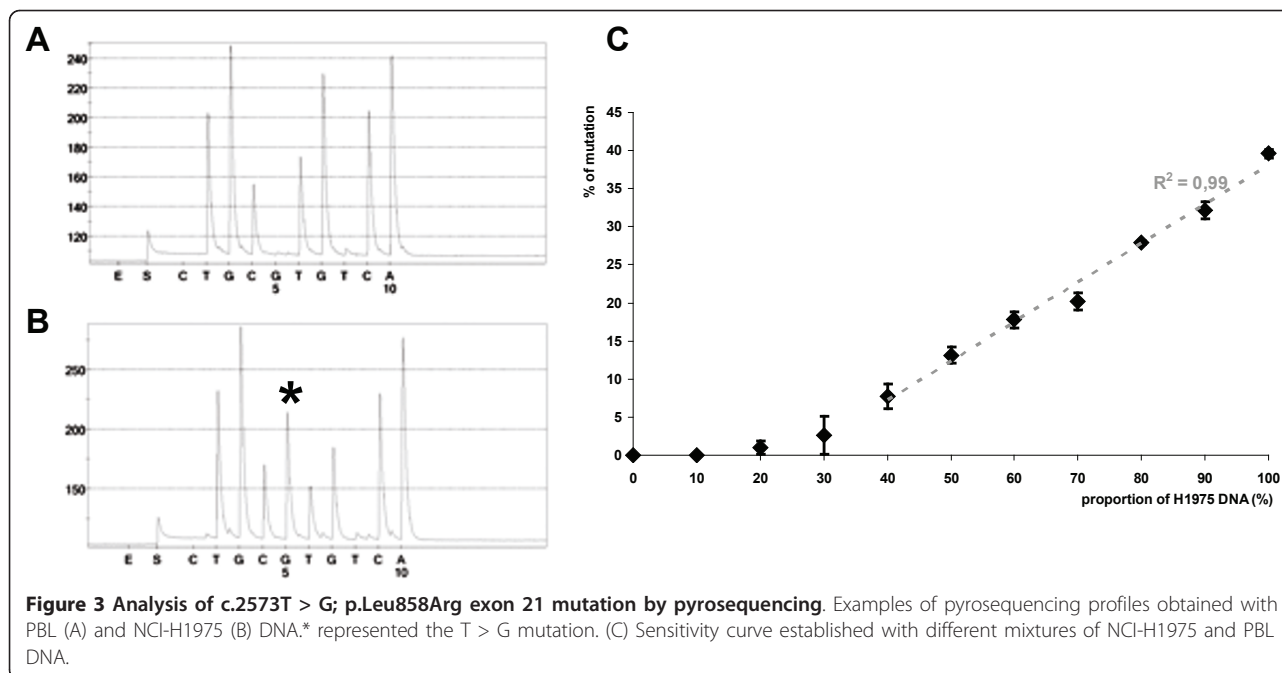 A
240
220
200
180
160
140
120
E S C T G C G T G T C A
5 10
B
*
250
200
150
E S C T G C G T G T C A
5 10
C
% of mutation
45
40
35
30
25
20
15
10
5
0
R² = 0,99
0 10 20 30 40 50 60 70 80 90 100
proportion of H1975 DNA (%)
Figure 3 Analysis of c.2573T > G; p.Leu858Arg exon 21 mutation by pyrosequencing. Examples of pyrosequencing profiles obtained with
PBL (A) and NCI-H1975 (B) DNA.* represented the T > G mutation. (C) Sensitivity curve established with different mixtures of NCI-H1975 and PBL
DNA.